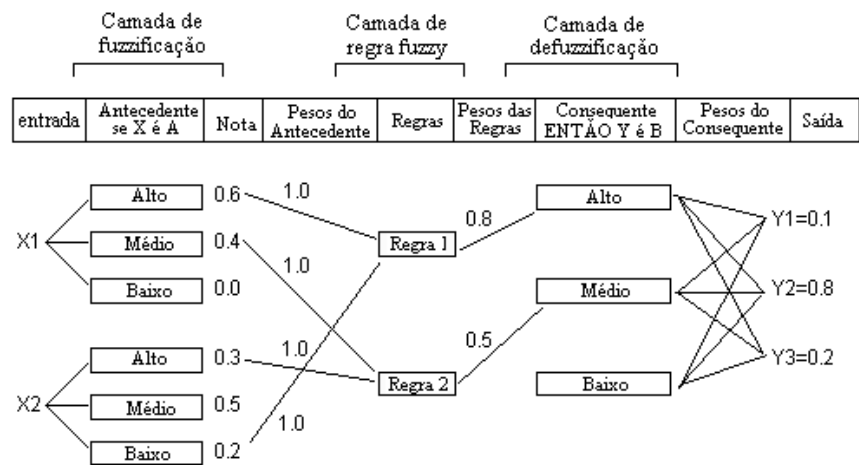 Camada de
fuzzificação
Camada de
regra fuzzy
Camada de
defuzzificação
entrada
Antecedente
se X é A
Nota
Pesos do
Antecedente
Regras
Pesos das
Regras
Consequente
ENTÃO Y é B
Pesos do
Consequente
Saída
X1
Alto 0.6
Médio 0.4
Baixo 0.0
X2
Alto 0.3
Médio 0.5
Baixo 0.2
1.0
1.0
1.0
1.0
Regra 1
Regra 2
0.8
0.5
Alto
Médio
Baixo
Y1=0.1
Y2=0.8
Y3=0.2